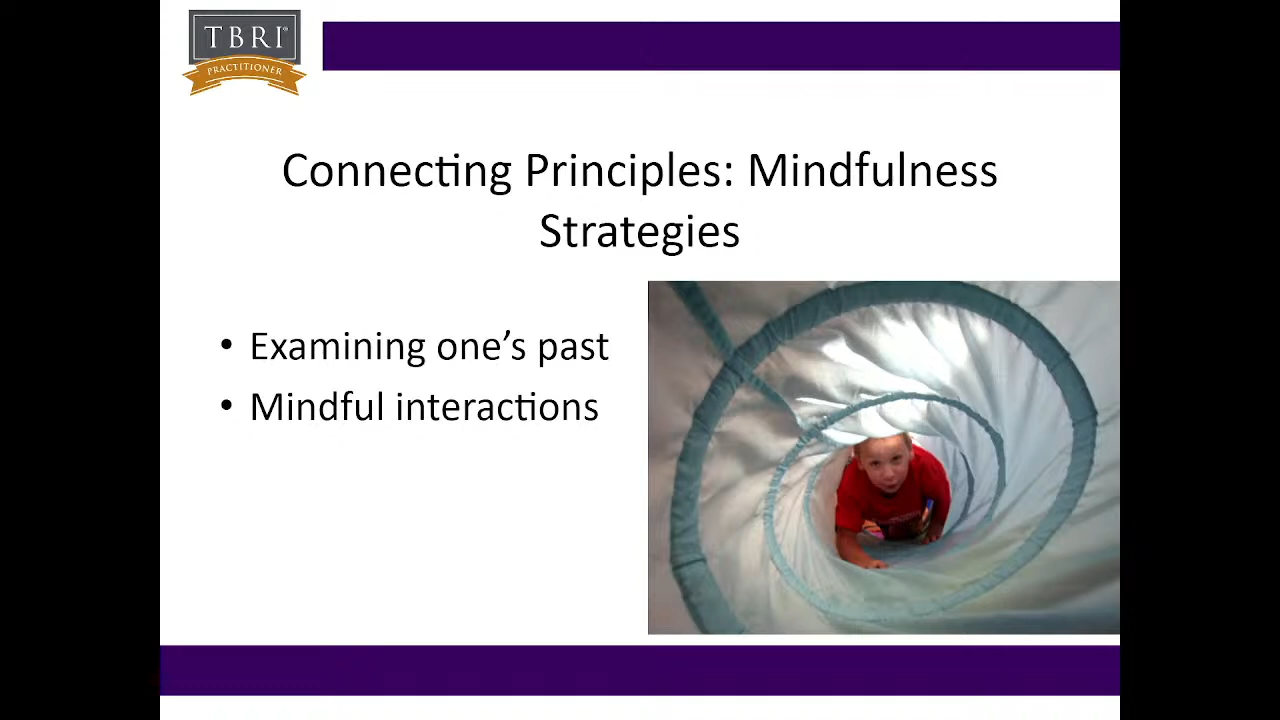 TBRI®
PRACTITIONER
Connecting Principles: Mindfulness
Strategies
• Examining one’s past
• Mindful interactions